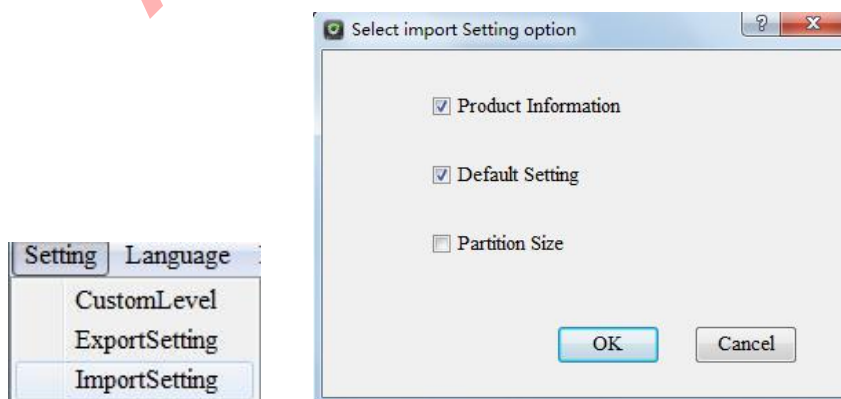 Select import Setting option
Product Information
Default Setting
Partition Size
OK Cancel
Setting Language
CustomLevel
ExportSetting
ImportSetting